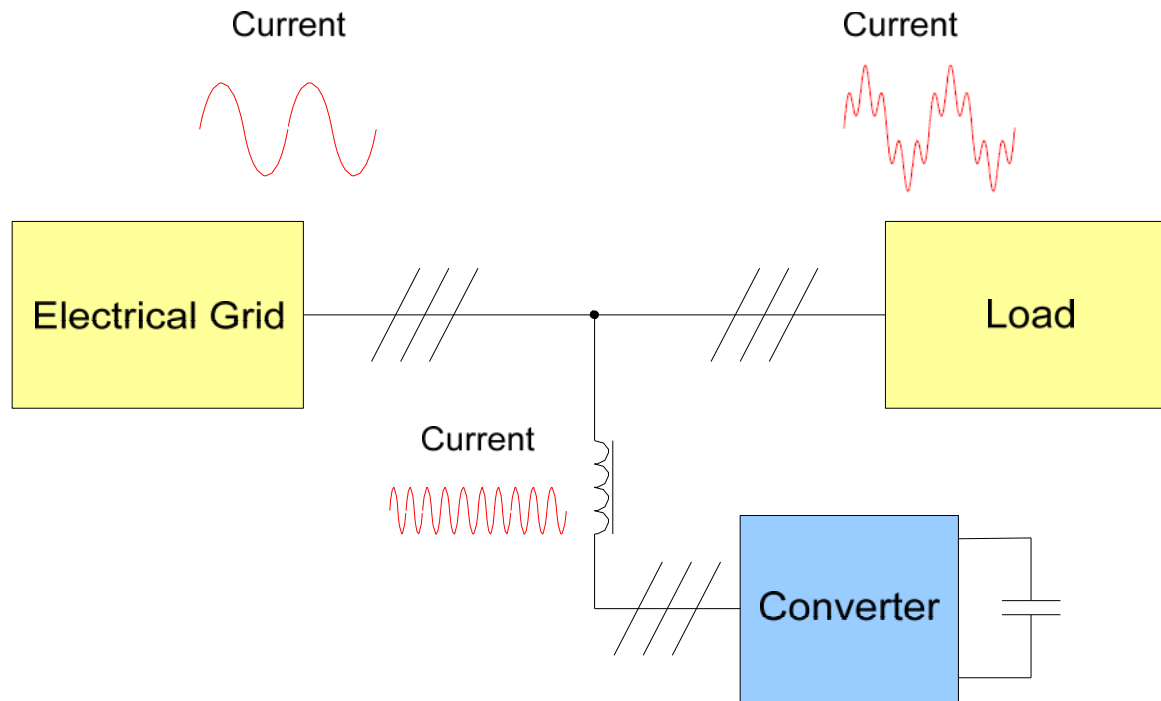 Current
Current
Electrical Grid
Load
Current
Converter